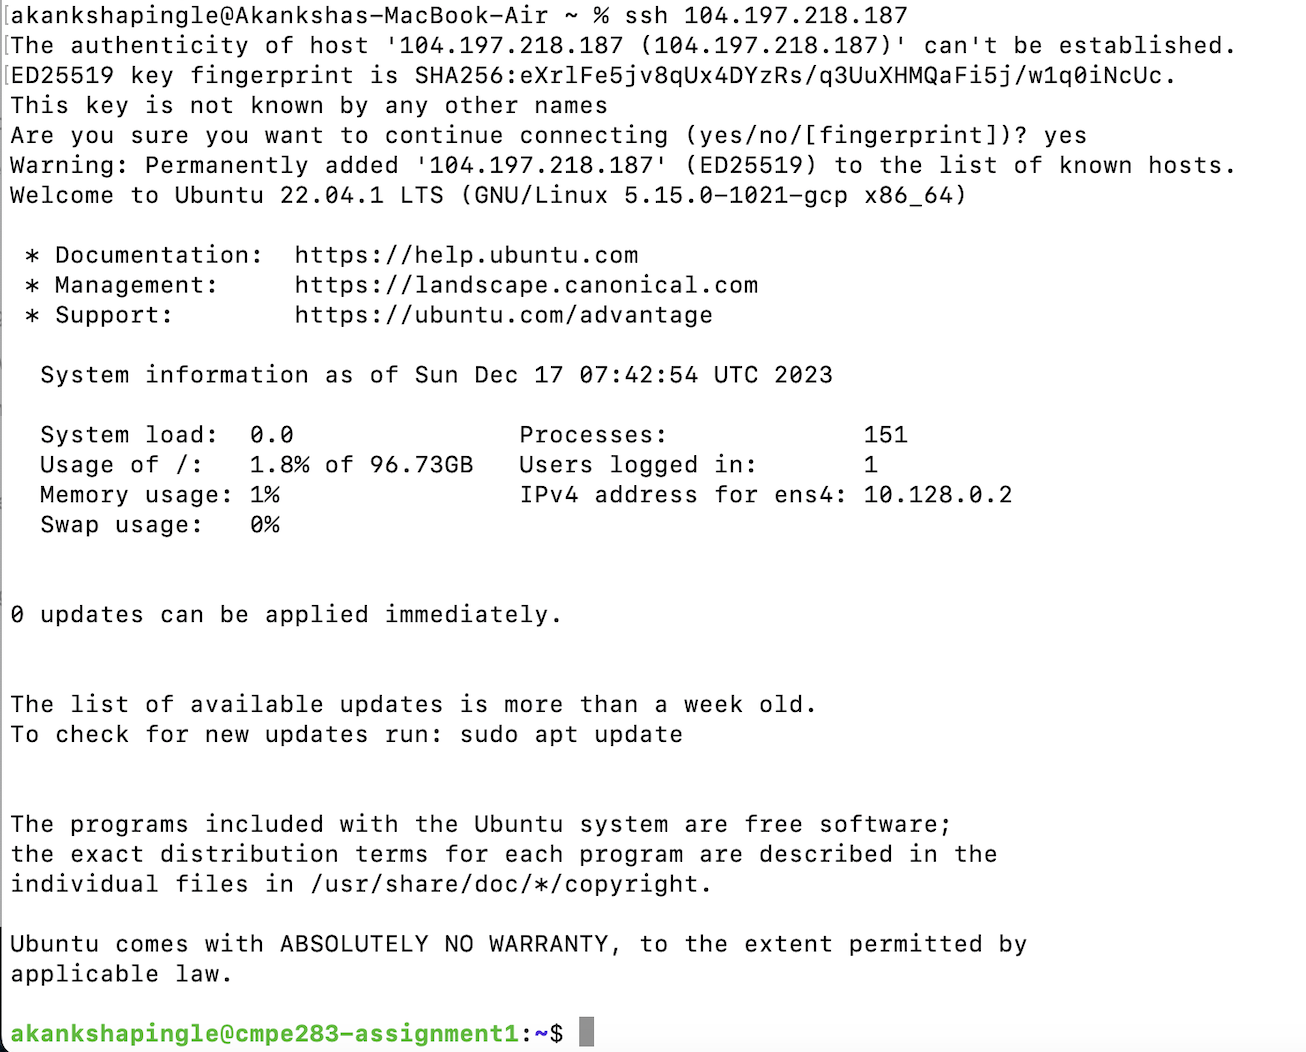 akankshapingle@Akankshas-MacBook-Air ~ % ssh 104.197.218.187
The authenticity of host '104.197.218.187 (104.197.218.187)' can't be established.
ED25519 key fingerprint is SHA256:eXrlFe5jv8qUx4DYzRs/q3UuXHMQaFi5j/w1q0iNcUc.
This key is not known by any other names
Are you sure you want to continue connecting (yes/no/[fingerprint])? yes
Warning: Permanently added '104.197.218.187' (ED25519) to the list of known hosts.
Welcome to Ubuntu 22.04.1 LTS (GNU/Linux 5.15.0-1021-gcp x86_64)

 * Documentation:  https://help.ubuntu.com
 * Management:     https://landscape.canonical.com
 * Support:        https://ubuntu.com/advantage

  System information as of Sun Dec 17 07:42:54 UTC 2023

  System load:  0.0               Processes:             151
  Usage of /:   1.8% of 96.73GB   Users logged in:       1
  Memory usage: 1%                IPv4 address for ens4: 10.128.0.2
  Swap usage:   0%

0 updates can be applied immediately.

The list of available updates is more than a week old.
To check for new updates run: sudo apt update

The programs included with the Ubuntu system are free software;
the exact distribution terms for each program are described in the
individual files in /usr/share/doc/*/copyright.

Ubuntu comes with ABSOLUTELY NO WARRANTY, to the extent permitted by
applicable law.

akankshapingle@cmpe283-assignment1:~$